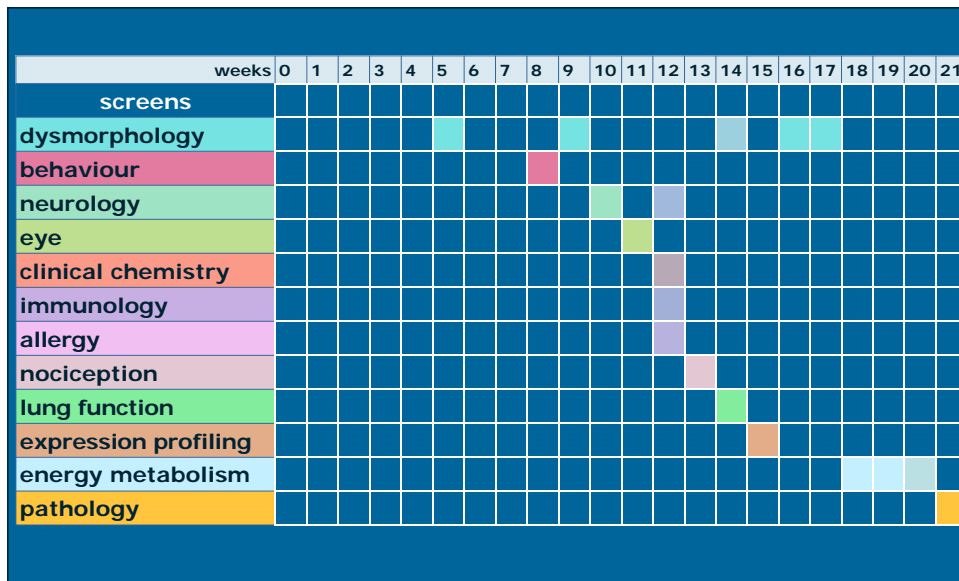 weeks 0 1 2 3 4 5 6 7 8 9 10 11 12 13 14 15 16 17 18 19 20 21
screens
dysmorphology
behaviour
neurology
eye
clinical chemistry
immunology
allergy
nociception
lung function
expression profiling
energy metabolism
pathology